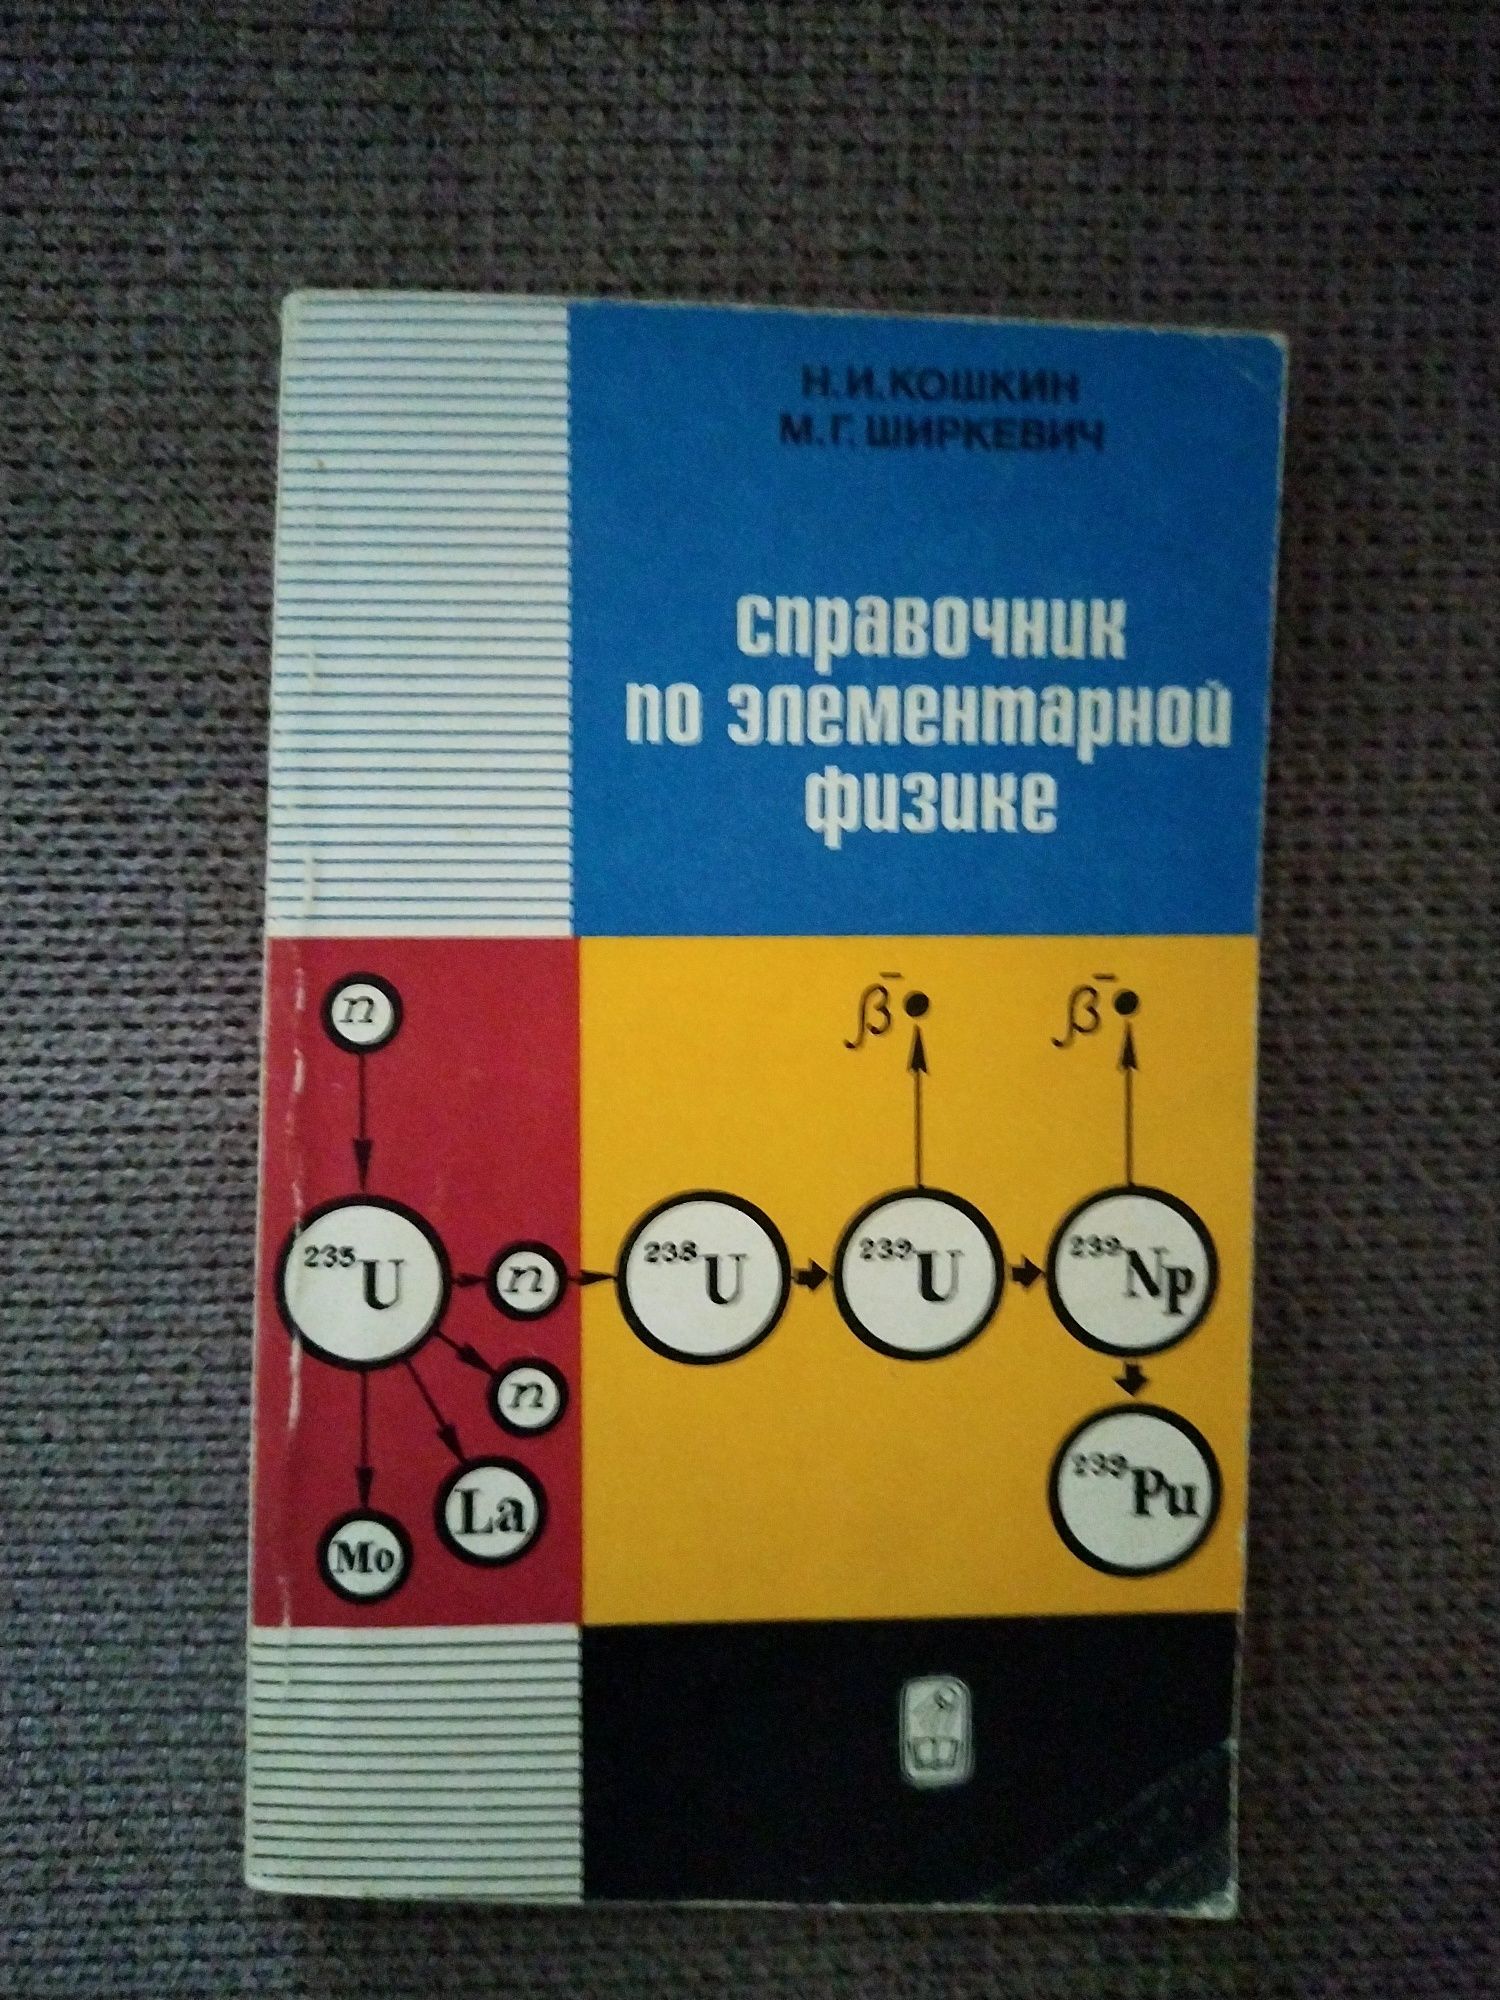 Н.И.КОШКИН
М.Г.ШИРКЕВИЧ
справочник
по элементарной
физике
n
β⁻
β⁻
²³⁵U
n
²³⁸U
²³⁹U
²³⁹Np
n
La
Mo
²³⁹Pu